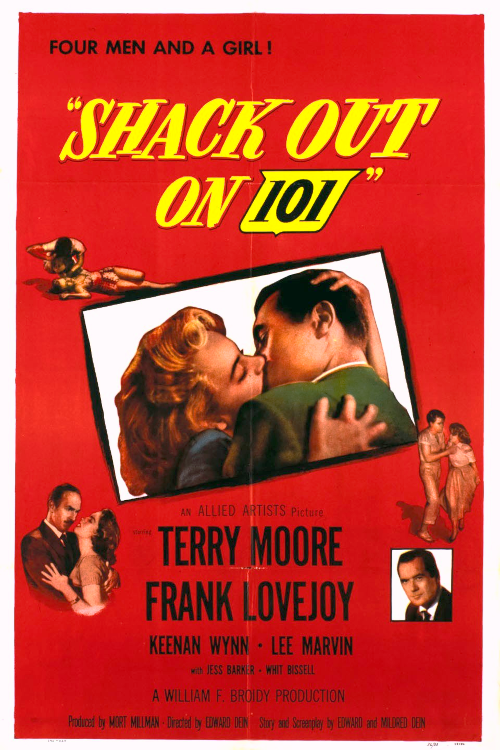 FOUR MEN AND A GIRL!
"SHACK OUT
ON 101"
AN ALLIED ARTISTS Picture
starring
TERRY MOORE
FRANK LOVEJOY
KEENAN WYNN • LEE MARVIN
with JESS BARKER • WHIT BISSELL
A WILLIAM F. BROIDY PRODUCTION
Produced by MORT MILLMAN • Directed by EDWARD DEIN • Story and Screenplay by EDWARD and MILDRED DEIN